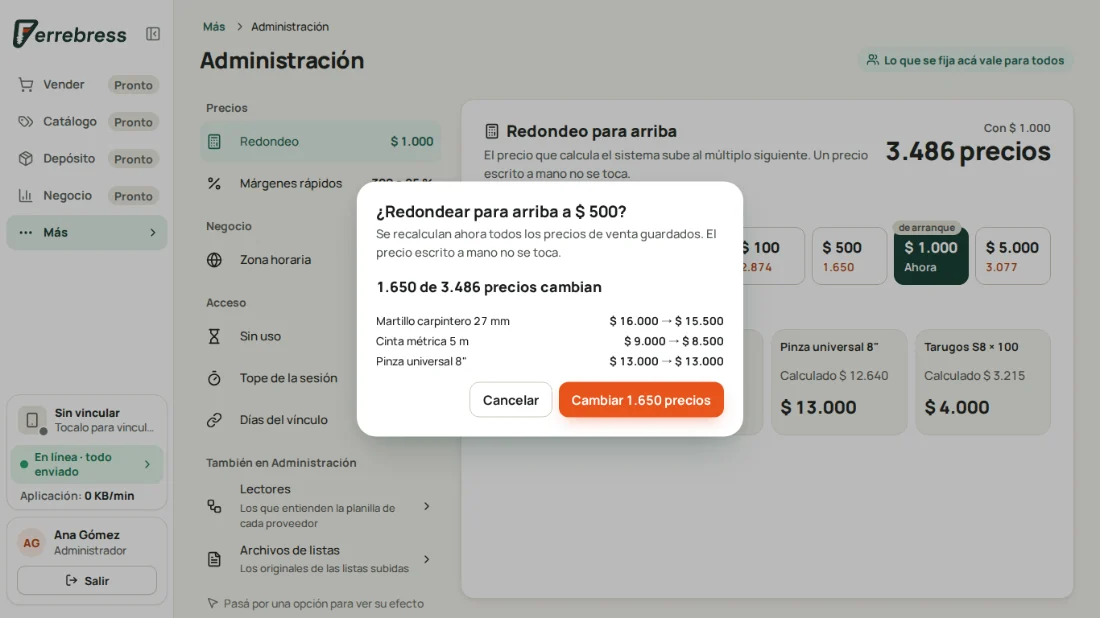 Ferrebress
Vender Pronto
Catálogo Pronto
Depósito Pronto
Negocio Pronto
Más
Sin vincular
Tocalo para vincul…
En línea · todo
enviado
Aplicación: 0 KB/min
AG
Ana Gómez
Administrador
Salir
Más > Administración
Administración
Lo que se fija acá vale para todos
Precios
Redondeo $ 1.000
Márgenes rápidos
Negocio
Zona horaria
Acceso
Sin uso
Tope de la sesión
Días del vínculo
También en Administración
Lectores
Los que entienden la planilla de
cada proveedor
Archivos de listas
Los originales de las listas subidas
Pasá por una opción para ver su efecto
Redondeo para arriba
El precio que calcula el sistema sube al múltiplo siguiente. Un precio
escrito a mano no se toca.
Con $ 1.000
3.486 precios
$ 100
2.874
$ 500
1.650
de arranque
$ 1.000
Ahora
$ 5.000
3.077
Pinza universal 8"
Calculado $ 12.640
$ 13.000
Tarugos S8 × 100
Calculado $ 3.215
$ 4.000
¿Redondear para arriba a $ 500?
Se recalculan ahora todos los precios de venta guardados. El
precio escrito a mano no se toca.
1.650 de 3.486 precios cambian
Martillo carpintero 27 mm $ 16.000 → $ 15.500
Cinta métrica 5 m $ 9.000 → $ 8.500
Pinza universal 8" $ 13.000 → $ 13.000
Cancelar
Cambiar 1.650 precios